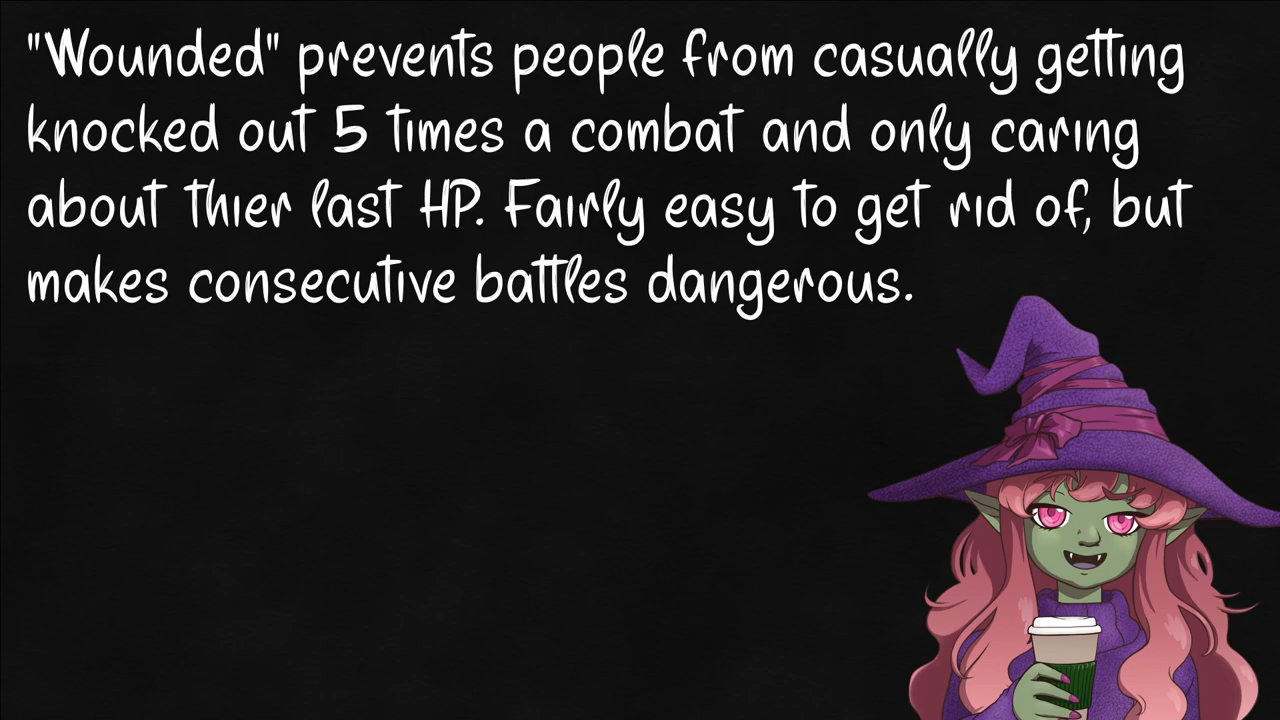 "Wounded" prevents people from casually getting
knocked out 5 times a combat and only caring
about thier last HP. Fairly easy to get rid of, but
makes consecutive battles dangerous.